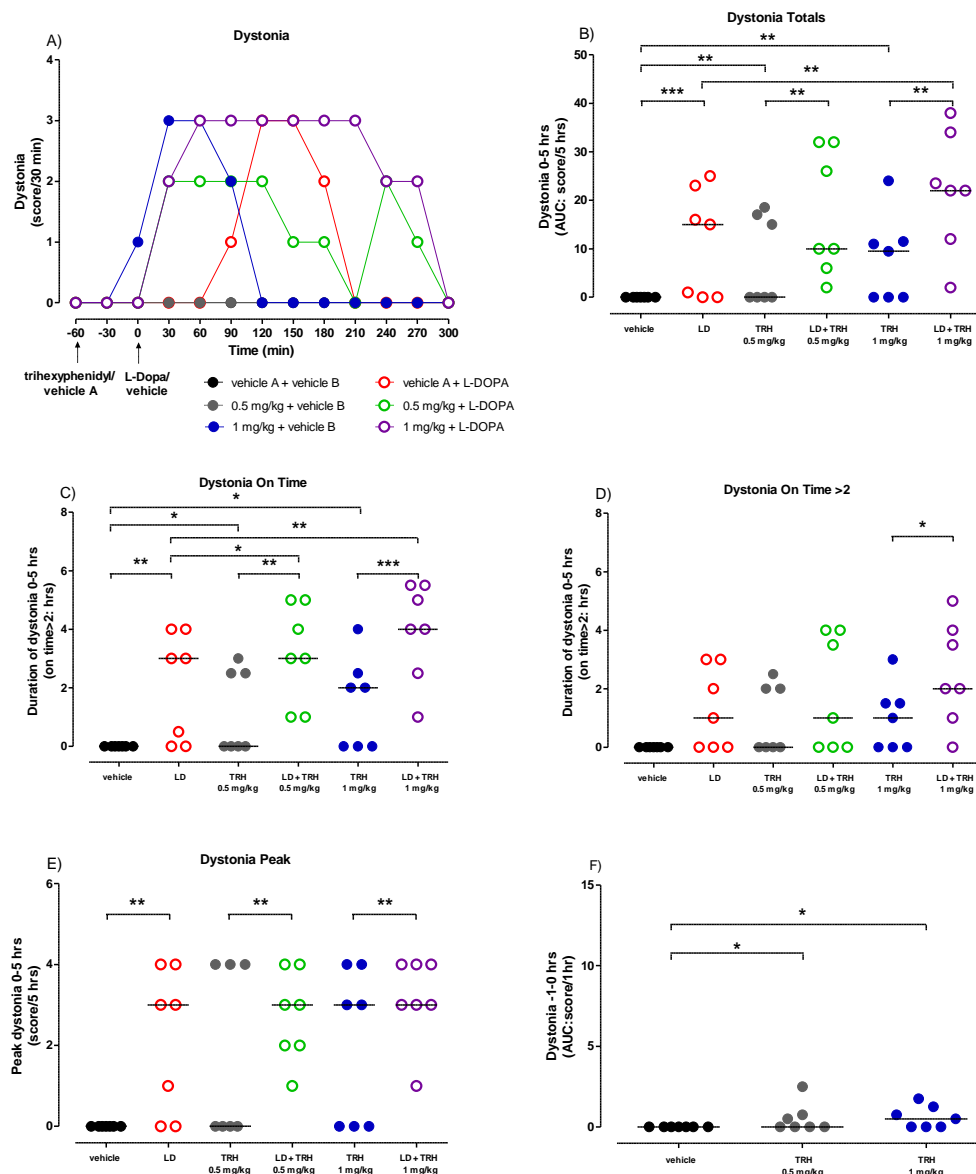 A)
Dystonia
4
3
2
1
0
Dystonia
(score/30 min)
-60 -30 0 30 60 90 120 150 180 210 240 270 300
Time (min)
trihexyphenidyl/
vehicle A
L-Dopa/
vehicle
vehicle A + vehicle B
0.5 mg/kg + vehicle B
1 mg/kg + vehicle B
vehicle A + L-DOPA
0.5 mg/kg + L-DOPA
1 mg/kg + L-DOPA
B)
Dystonia Totals
**
**
**
***
**
**
50
40
30
20
10
0
Dystonia 0-5 hrs
(AUC: score/5 hrs)
vehicle LD TRH LD + TRH TRH LD + TRH
0.5 mg/kg 0.5 mg/kg 1 mg/kg 1 mg/kg
C)
Dystonia On Time
*
*
**
*
**
**
***
8
6
4
2
0
Duration of dystonia 0-5 hrs
(on time>2: hrs)
vehicle LD TRH LD + TRH TRH LD + TRH
0.5 mg/kg 0.5 mg/kg 1 mg/kg 1 mg/kg
D)
Dystonia On Time >2
*
8
6
4
2
0
Duration of dystonia 0-5 hrs
(on time>2: hrs)
vehicle LD TRH LD + TRH TRH LD + TRH
0.5 mg/kg 0.5 mg/kg 1 mg/kg 1 mg/kg
E)
Dystonia Peak
**
**
**
6
4
2
0
Peak dystonia 0-5 hrs
(score/5 hrs)
vehicle LD TRH LD + TRH TRH LD + TRH
0.5 mg/kg 0.5 mg/kg 1 mg/kg 1 mg/kg
F)
*
*
15
10
5
0
Dystonia -1-0 hrs
(AUC:score/1hr)
vehicle TRH TRH
0.5 mg/kg 1 mg/kg